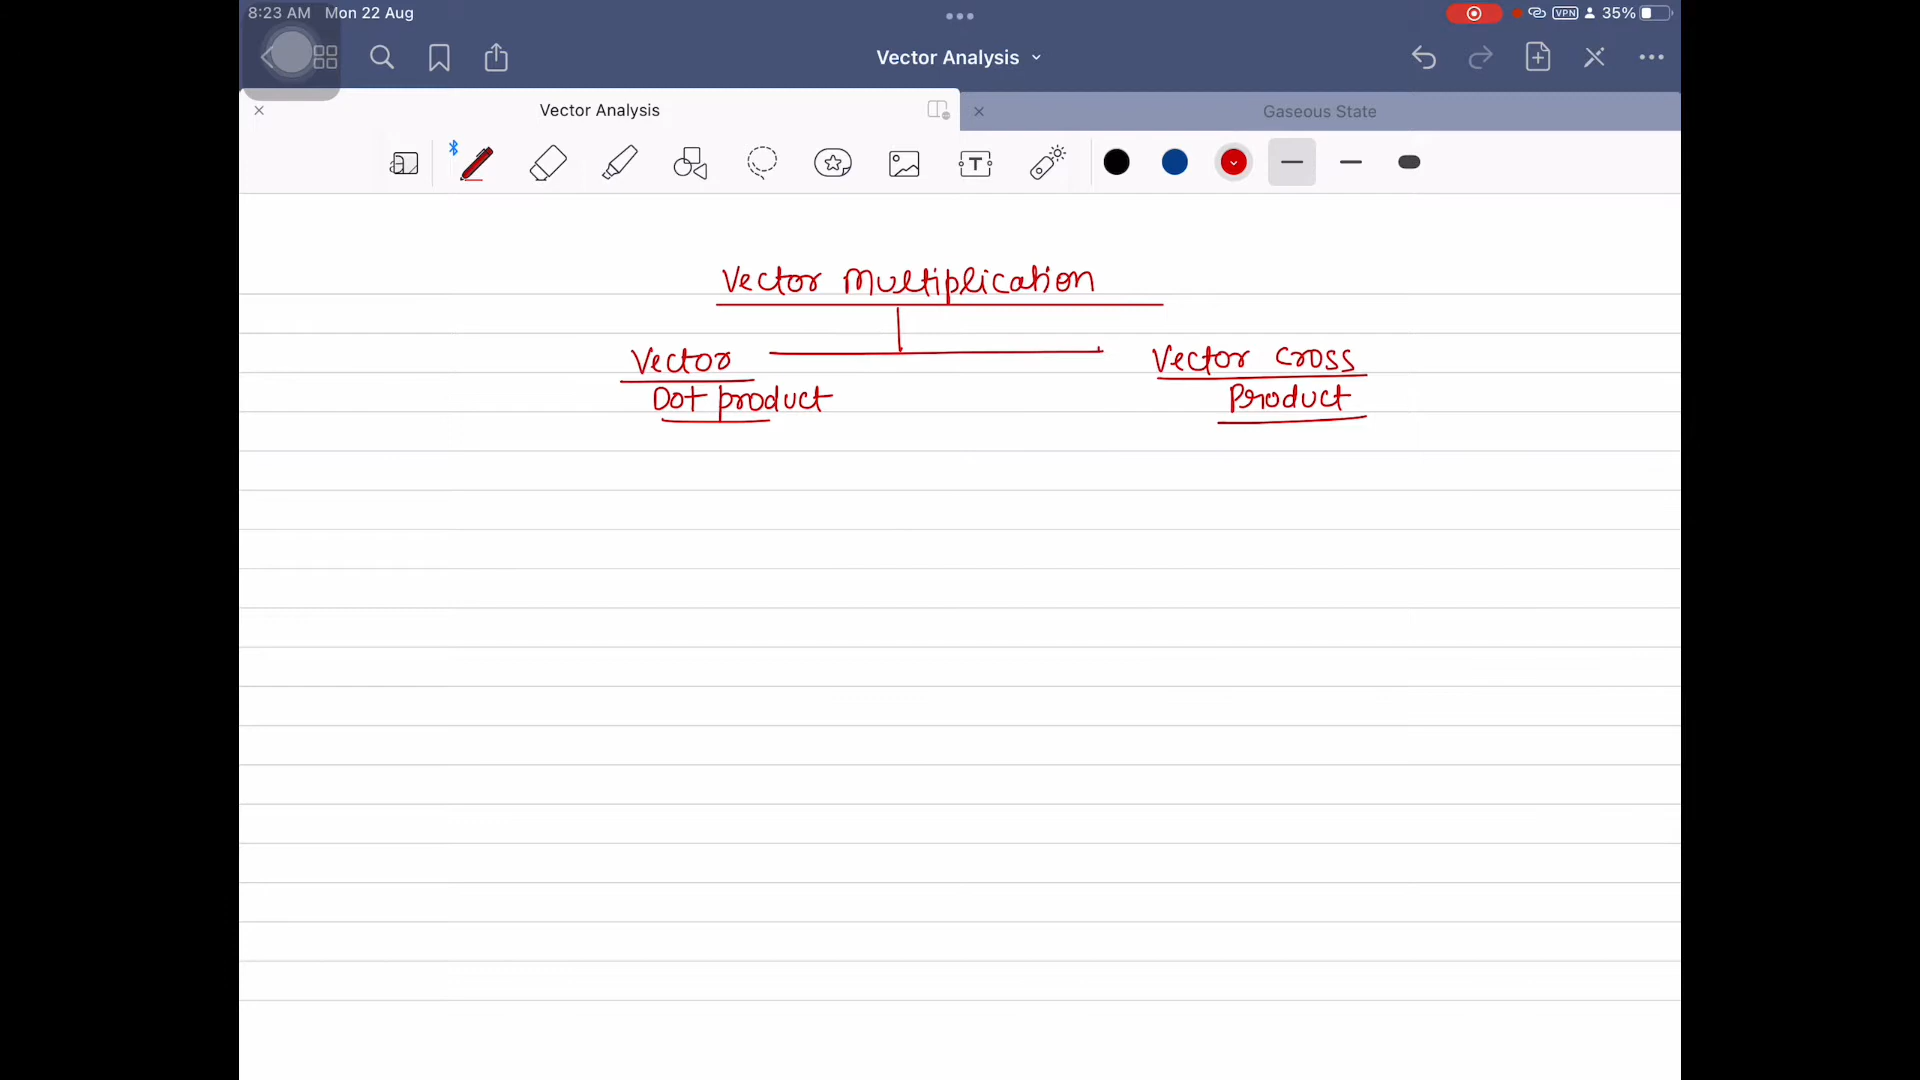 8:23 AM Mon 22 Aug
VPN 35%
Vector Analysis
Vector Analysis
Gaseous State
T
Vector Multiplication
Vector
Dot product
Vector Cross
Product